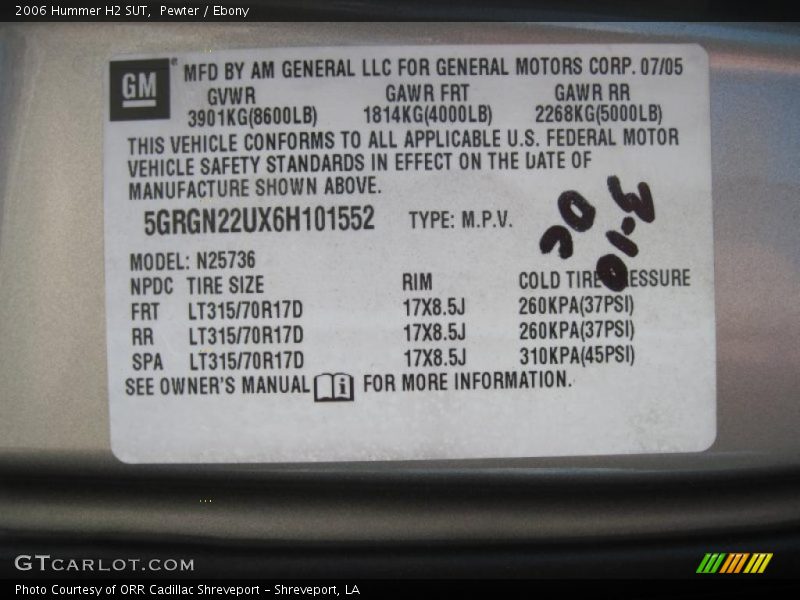 2006 Hummer H2 SUT, Pewter / Ebony
GM
MFD BY AM GENERAL LLC FOR GENERAL MOTORS CORP. 07/05
GVWR GAWR FRT GAWR RR
3901KG(8600LB) 1814KG(4000LB) 2268KG(5000LB)
THIS VEHICLE CONFORMS TO ALL APPLICABLE U.S. FEDERAL MOTOR
VEHICLE SAFETY STANDARDS IN EFFECT ON THE DATE OF
MANUFACTURE SHOWN ABOVE.
5GRGN22UX6H101552 TYPE: M.P.V.
MODEL: N25736
NPDC TIRE SIZE RIM COLD TIRE PRESSURE
FRT LT315/70R17D 17X8.5J 260KPA(37PSI)
RR LT315/70R17D 17X8.5J 260KPA(37PSI)
SPA LT315/70R17D 17X8.5J 310KPA(45PSI)
SEE OWNER'S MANUAL i FOR MORE INFORMATION.
GTCARLOT.COM
Photo Courtesy of ORR Cadillac Shreveport - Shreveport, LA